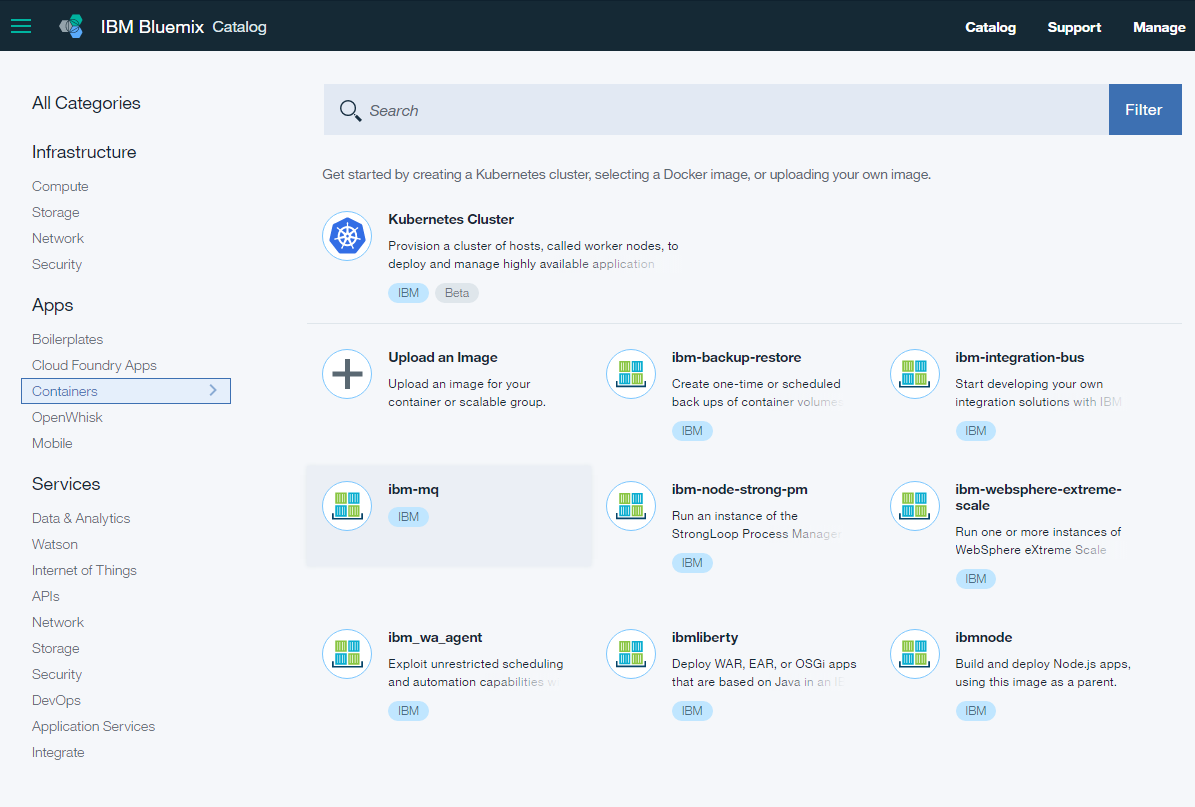 IBM Bluemix Catalog
Catalog
Support
Manage
All Categories
Infrastructure
Compute
Storage
Network
Security
Apps
Boilerplates
Cloud Foundry Apps
Containers
OpenWhisk
Mobile
Services
Data & Analytics
Watson
Internet of Things
APIs
Network
Storage
Security
DevOps
Application Services
Integrate
Search
Filter
Get started by creating a Kubernetes cluster, selecting a Docker image, or uploading your own image.
Kubernetes Cluster
Provision a cluster of hosts, called worker nodes, to
deploy and manage highly available application
IBM
Beta
Upload an Image
Upload an image for your
container or scalable group.
ibm-backup-restore
Create one-time or scheduled
back ups of container volumes
IBM
ibm-integration-bus
Start developing your own
integration solutions with IBM
IBM
ibm-mq
IBM
ibm-node-strong-pm
Run an instance of the
StrongLoop Process Manager
IBM
ibm-websphere-extreme-
scale
Run one or more instances of
WebSphere eXtreme Scale
IBM
ibm_wa_agent
Exploit unrestricted scheduling
and automation capabilities
IBM
ibmliberty
Deploy WAR, EAR, or OSGi apps
that are based on Java in an
IBM
ibmnode
Build and deploy Node.js apps,
using this image as a parent.
IBM